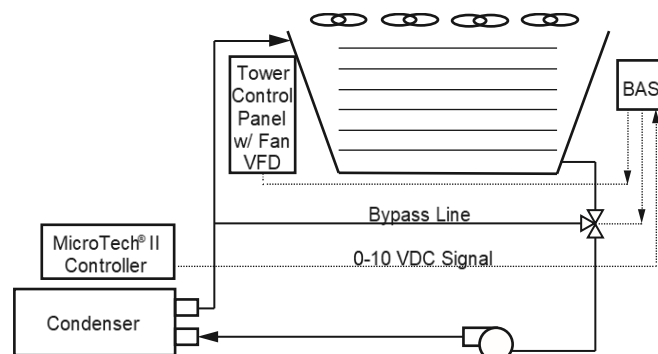 Tower
Control
Panel
w/ Fan
VFD
BAS
Bypass Line
MicroTech® II
Controller
0-10 VDC Signal
Condenser